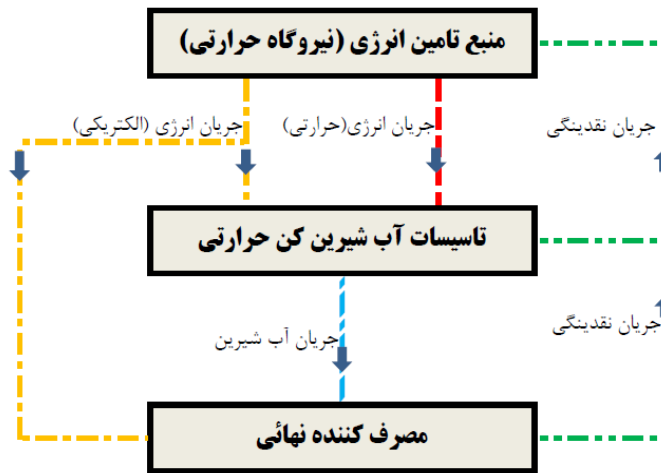 منبع تامین انرژی (نیروگاه حرارتی)
جریان نقدینگی
جریان انرژی(حرارتی)
جریان انرژی (الکتریکی)
تاسیسات آب شیرین کن حرارتی
جریان نقدینگی
جریان آب شیرین
مصرف کننده نهائی